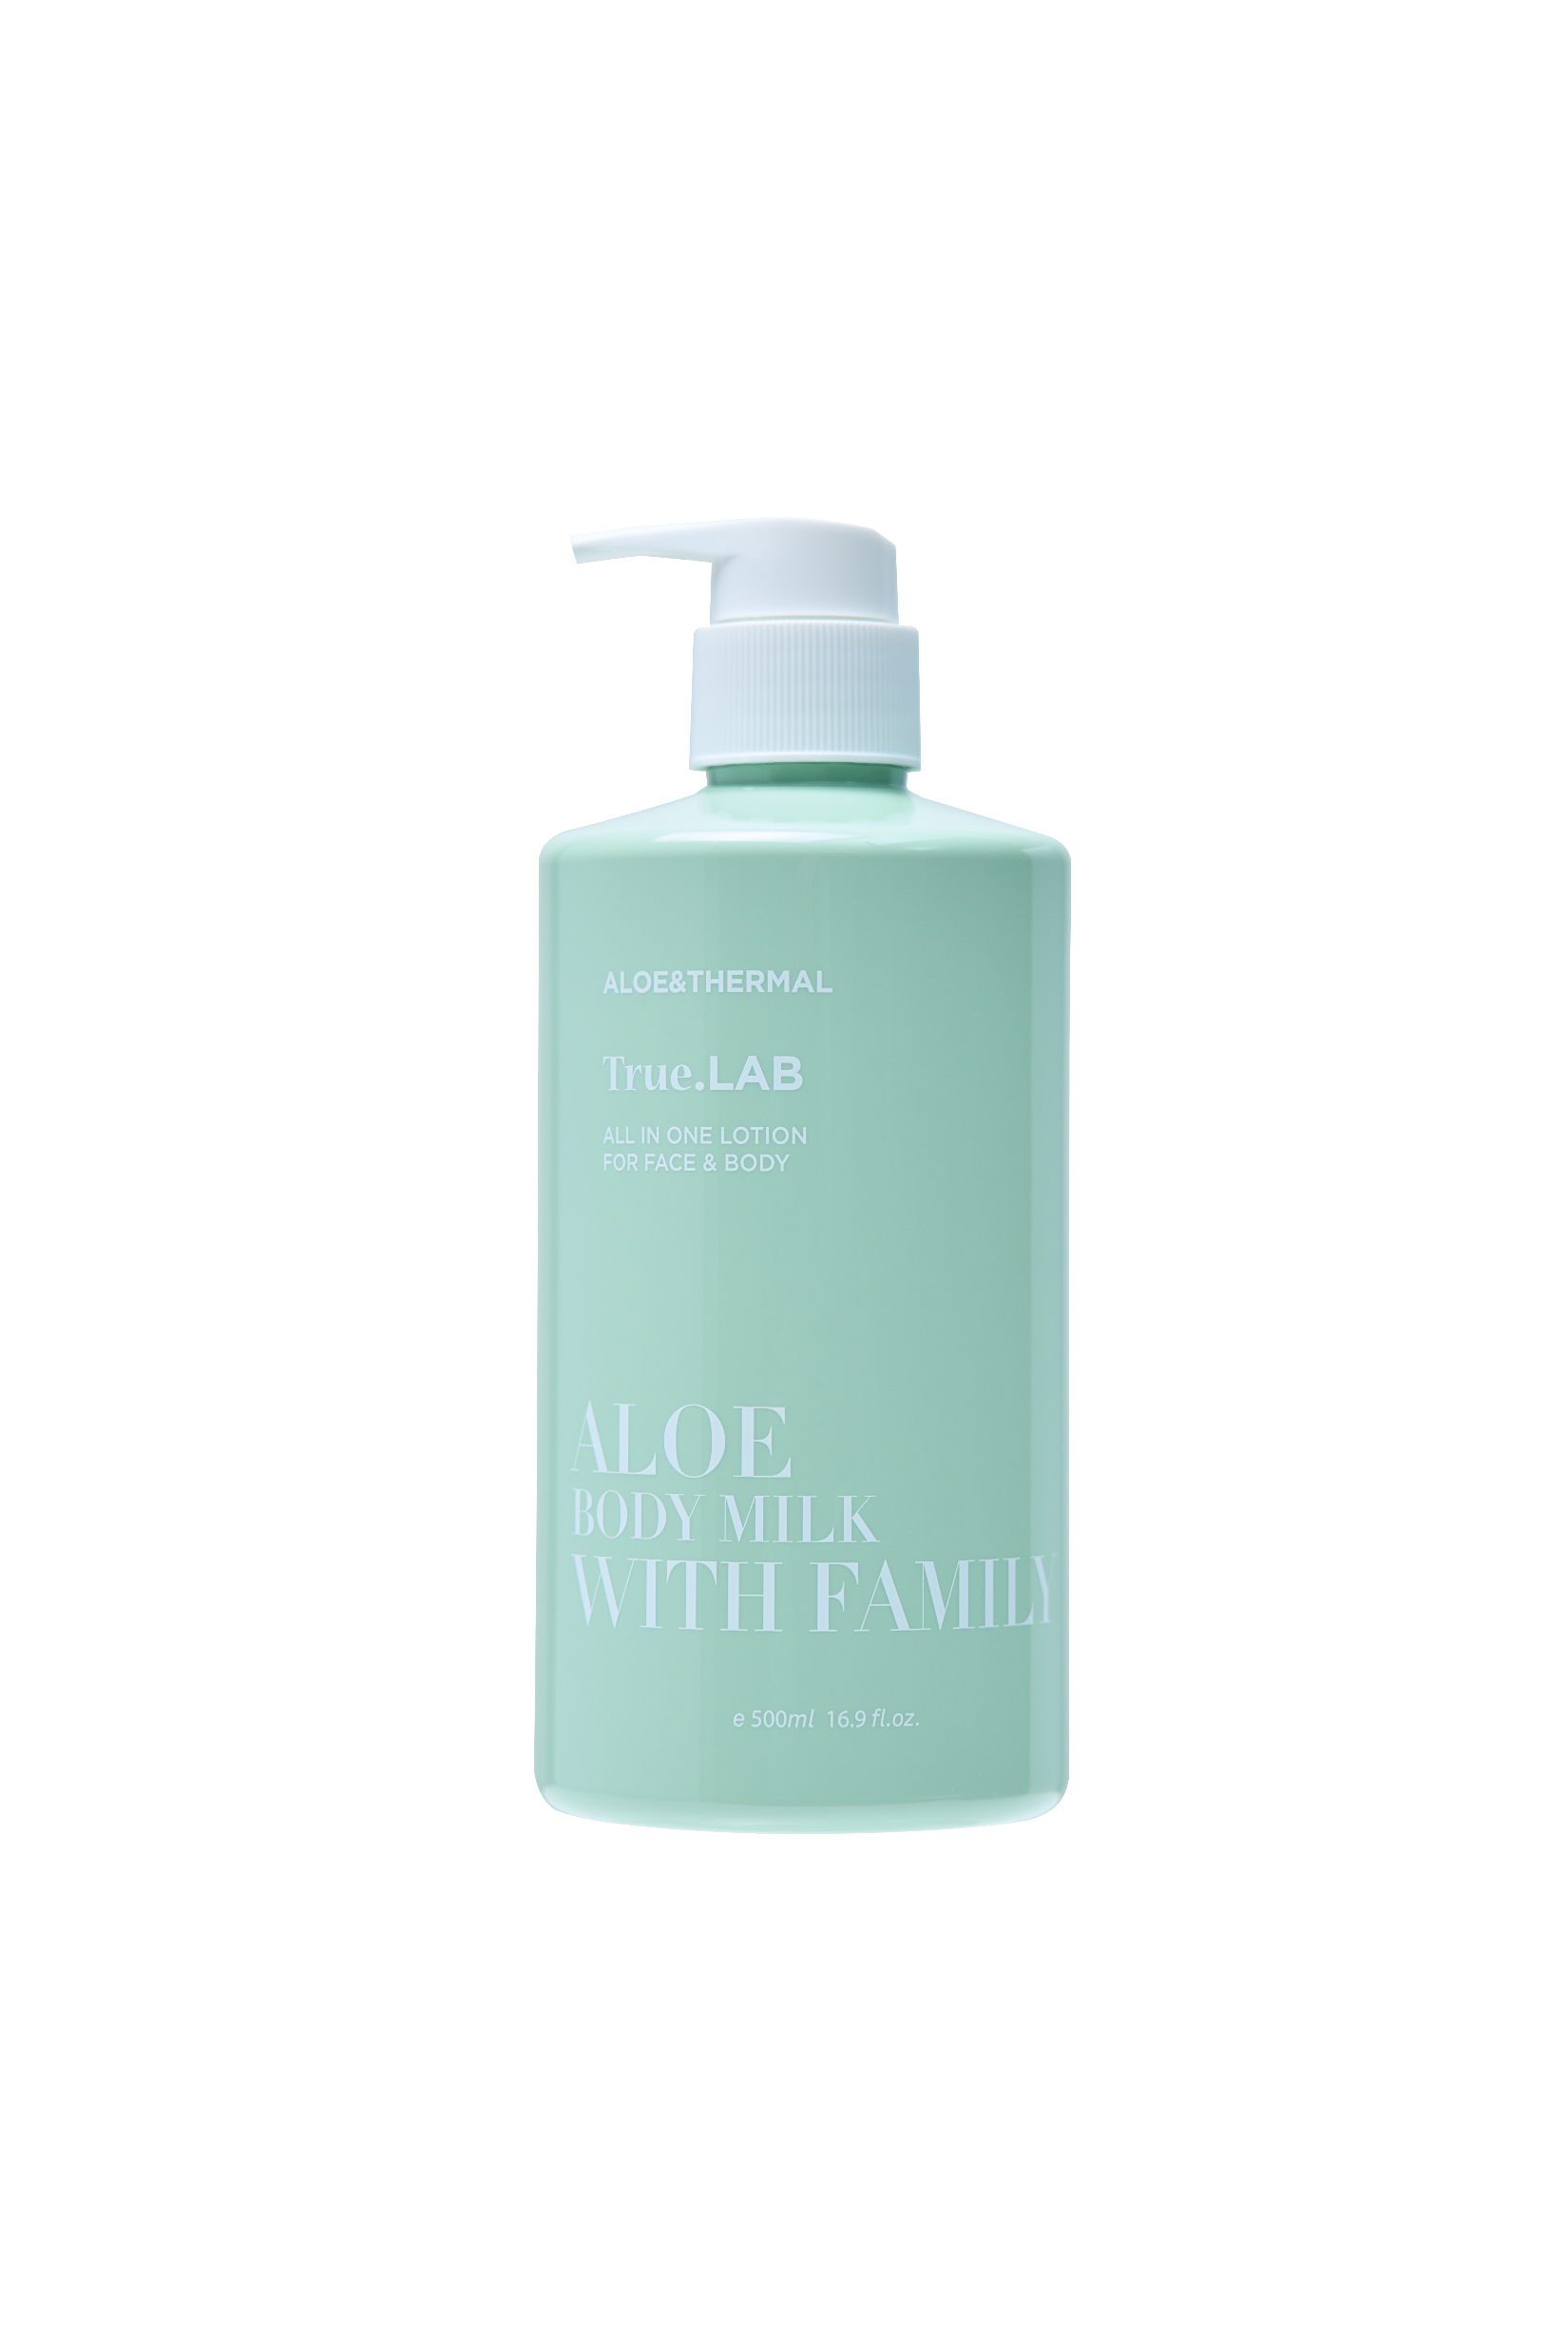 ALOE&THERMAL
True.LAB
ALL IN ONE LOTION
FOR FACE & BODY
ALOE
BODY MILK
WITH FAMILY
e 500ml 16.9 fl.oz.